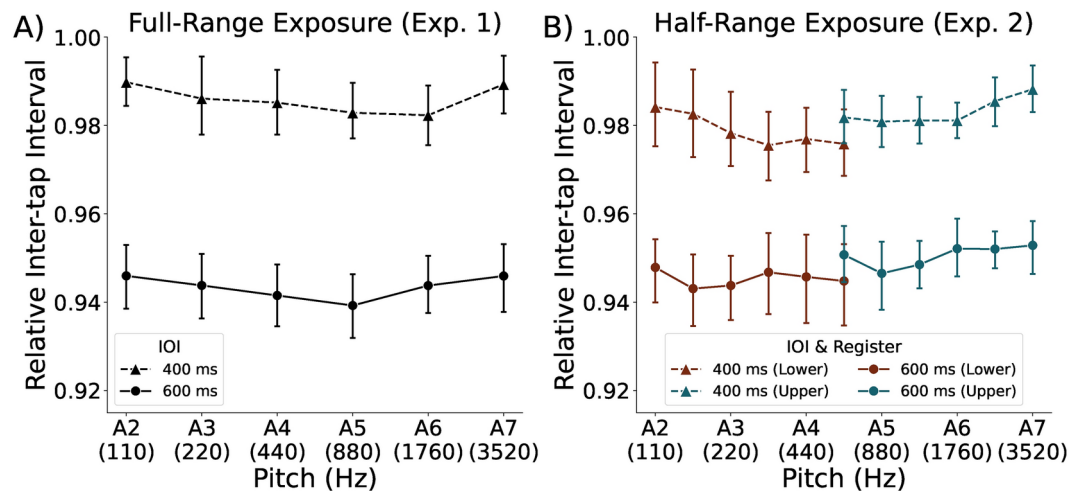 A) Full-Range Exposure (Exp. 1)
Relative Inter-tap Interval
1.00
0.98
0.96
0.94
0.92
IOI
400 ms
600 ms
A2 A3 A4 A5 A6 A7
(110) (220) (440) (880) (1760) (3520)
Pitch (Hz)
B) Half-Range Exposure (Exp. 2)
Relative Inter-tap Interval
1.00
0.98
0.96
0.94
0.92
IOI & Register
400 ms (Lower) 600 ms (Lower)
400 ms (Upper) 600 ms (Upper)
A2 A3 A4 A5 A6 A7
(110) (220) (440) (880) (1760) (3520)
Pitch (Hz)